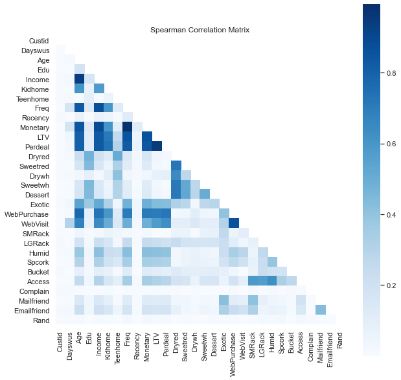 Spearman Correlation Matrix
Custid
Dayswus
Age
Edu
Income
Kidhome
Teenhome
Freq
Recency
Monetary
LTV
Perdeal
Dryred
Sweetred
Drywh
Sweetwh
Dessert
Exotic
WebPurchase
WebVisit
SMRack
LGRack
Humid
Spcork
Bucket
Access
Complain
Mailfriend
Emailfriend
Rand
0.8
0.6
0.4
0.2
Custid
Dayswus
Age
Edu
Income
Kidhome
Teenhome
Freq
Recency
Monetary
LTV
Perdeal
Dryred
Sweetred
Drywh
Sweetwh
Dessert
Exotic
WebPurchase
WebVisit
SMRack
LGRack
Humid
Spcork
Bucket
Access
Complain
Mailfriend
Emailfriend
Rand